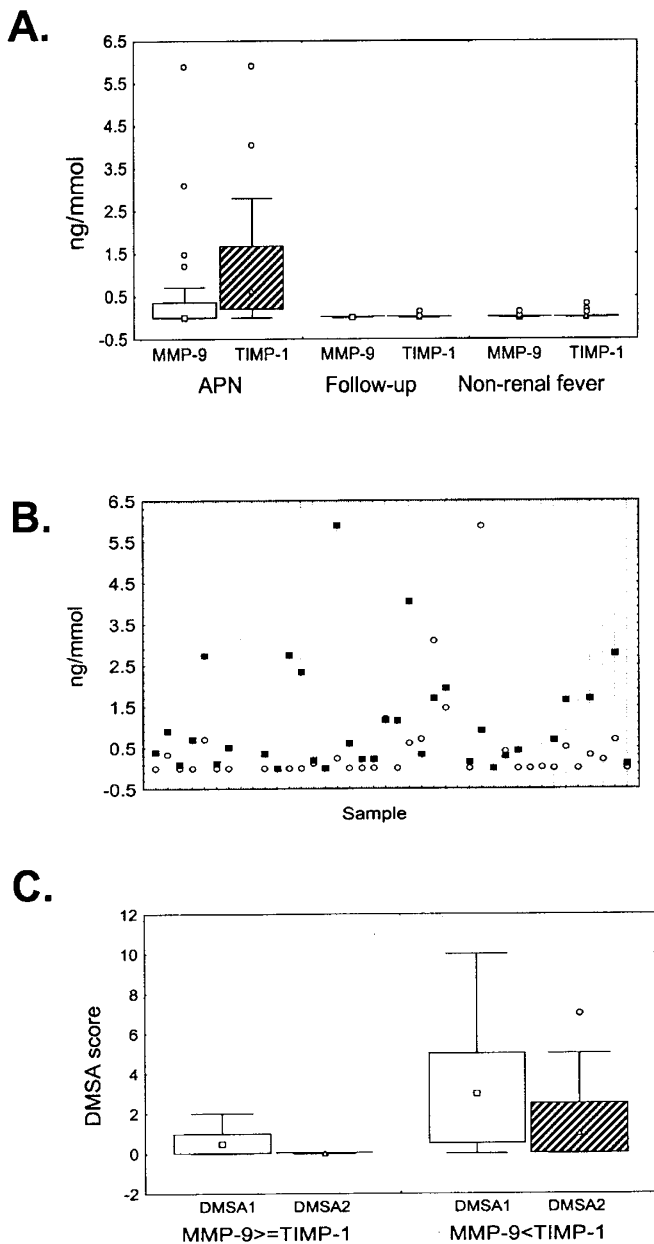 A.
6.5
5.5
4.5
3.5
2.5
1.5
0.5
-0.5
ng/mmol
MMP-9 TIMP-1 MMP-9 TIMP-1 MMP-9 TIMP-1
APN Follow-up Non-renal fever
B.
6.5
5.5
4.5
3.5
2.5
1.5
0.5
-0.5
ng/mmol
Sample
C.
12
10
8
6
4
2
0
-2
DMSA score
DMSA1 DMSA2 DMSA1 DMSA2
MMP-9>=TIMP-1 MMP-9<TIMP-1